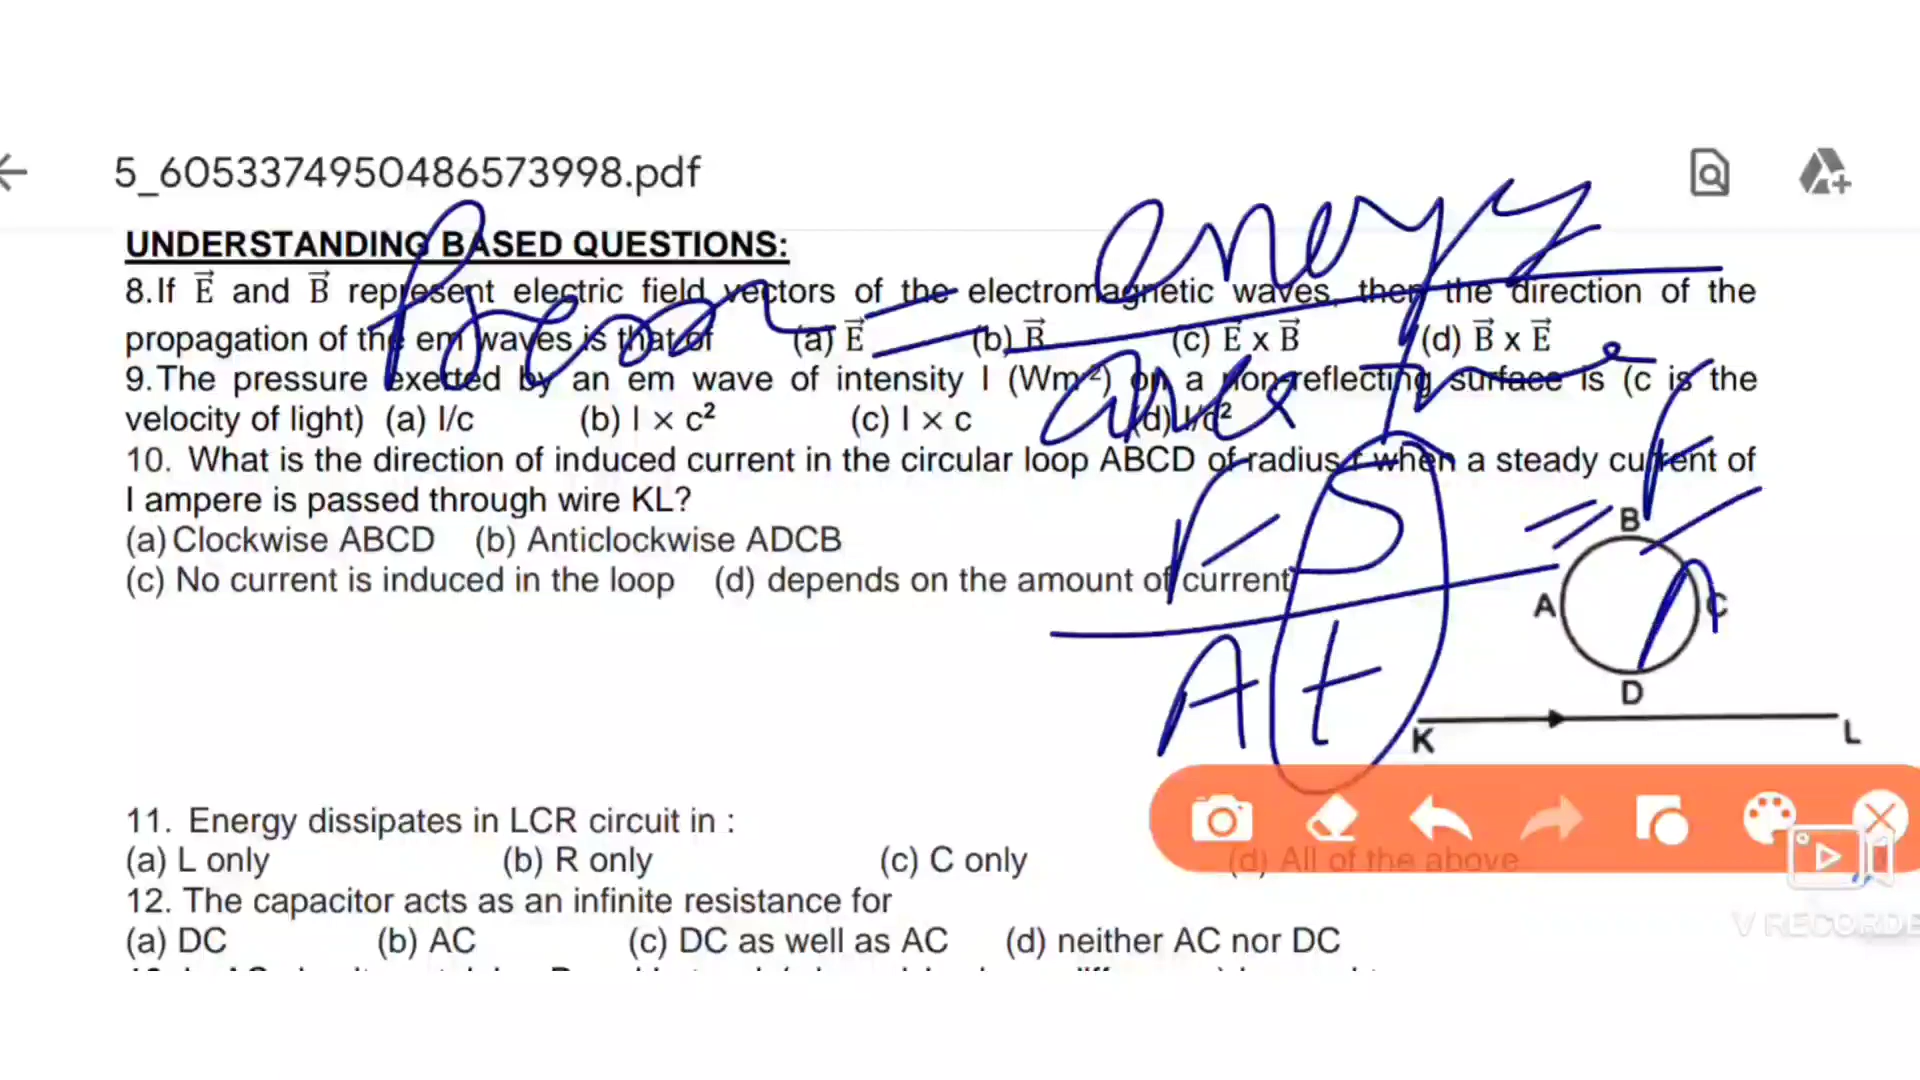 5_6053374950486573998.pdf
UNDERSTANDING BASED QUESTIONS:
8.If E⃗ and B⃗ represent electric field vectors of the electromagnetic waves, then the direction of the
propagation of the em waves is that of (a) E⃗ (b) B⃗ (c) E⃗ x B⃗ (d) B⃗ x E⃗
9.The pressure exerted by an em wave of intensity I (Wm⁻²) on a non-reflecting surface is (c is the
velocity of light) (a) I/c (b) I × c² (c) I × c (d) I/c²
10. What is the direction of induced current in the circular loop ABCD of radius r when a steady current of
I ampere is passed through wire KL?
(a) Clockwise ABCD (b) Anticlockwise ADCB
(c) No current is induced in the loop (d) depends on the amount of current
energy
=
area time
F S
A t
= F
A
B
A C
D
K L
11. Energy dissipates in LCR circuit in :
(a) L only (b) R only (c) C only (d) All of the above
12. The capacitor acts as an infinite resistance for
(a) DC (b) AC (c) DC as well as AC (d) neither AC nor DC
V RECORDE